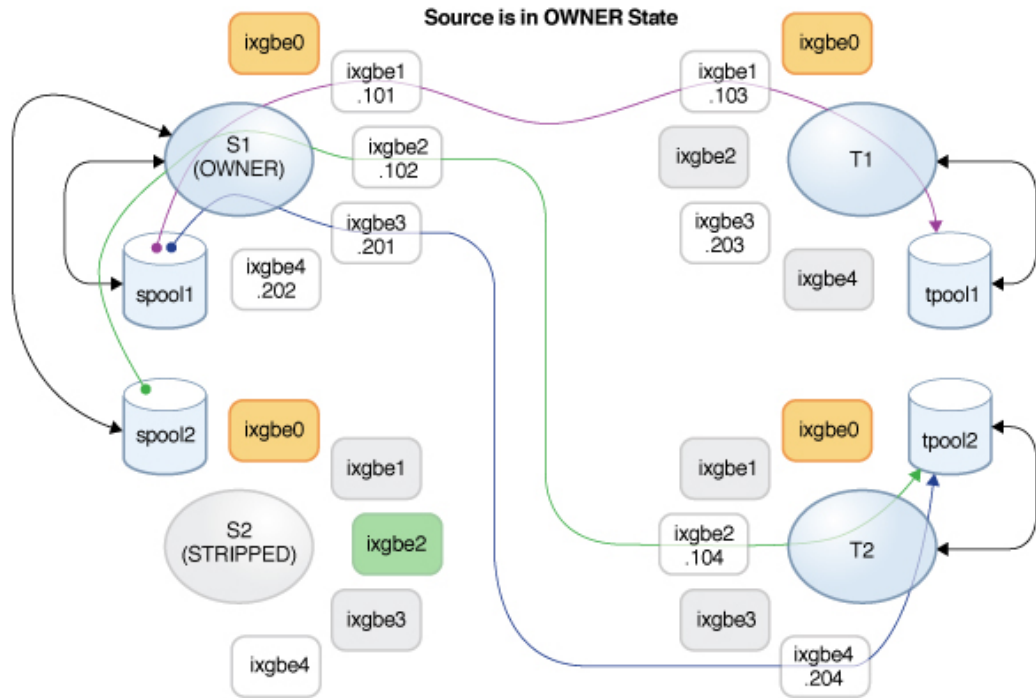 Source is in OWNER State
ixgbe0
ixgbe1
.101
S1
(OWNER)
ixgbe2
.102
ixgbe3
.201
ixgbe4
.202
spool1
spool2
ixgbe0
ixgbe1
S2
(STRIPPED)
ixgbe2
ixgbe3
ixgbe4
ixgbe0
ixgbe1
.103
ixgbe2
T1
ixgbe3
.203
ixgbe4
tpool1
ixgbe0
tpool2
ixgbe1
ixgbe2
.104
T2
ixgbe3
ixgbe4
.204